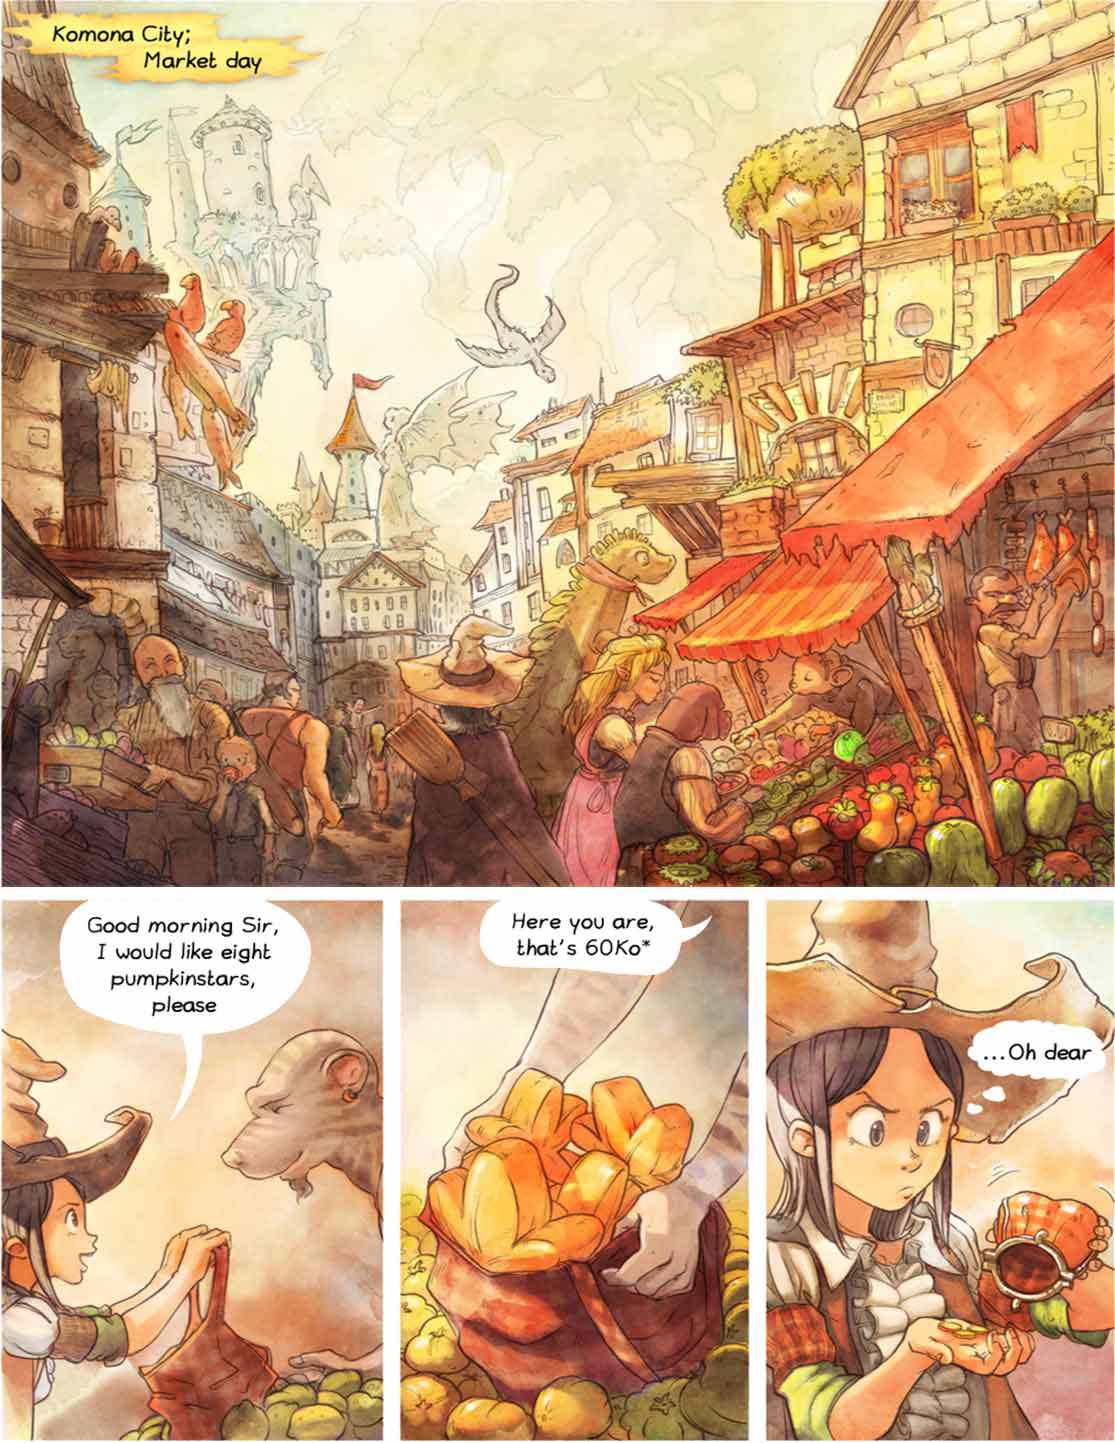 Komona City;
Market day
Good morning Sir,
I would like eight
pumpkinstars,
please
Here you are,
that's 60Ko*
...Oh dear